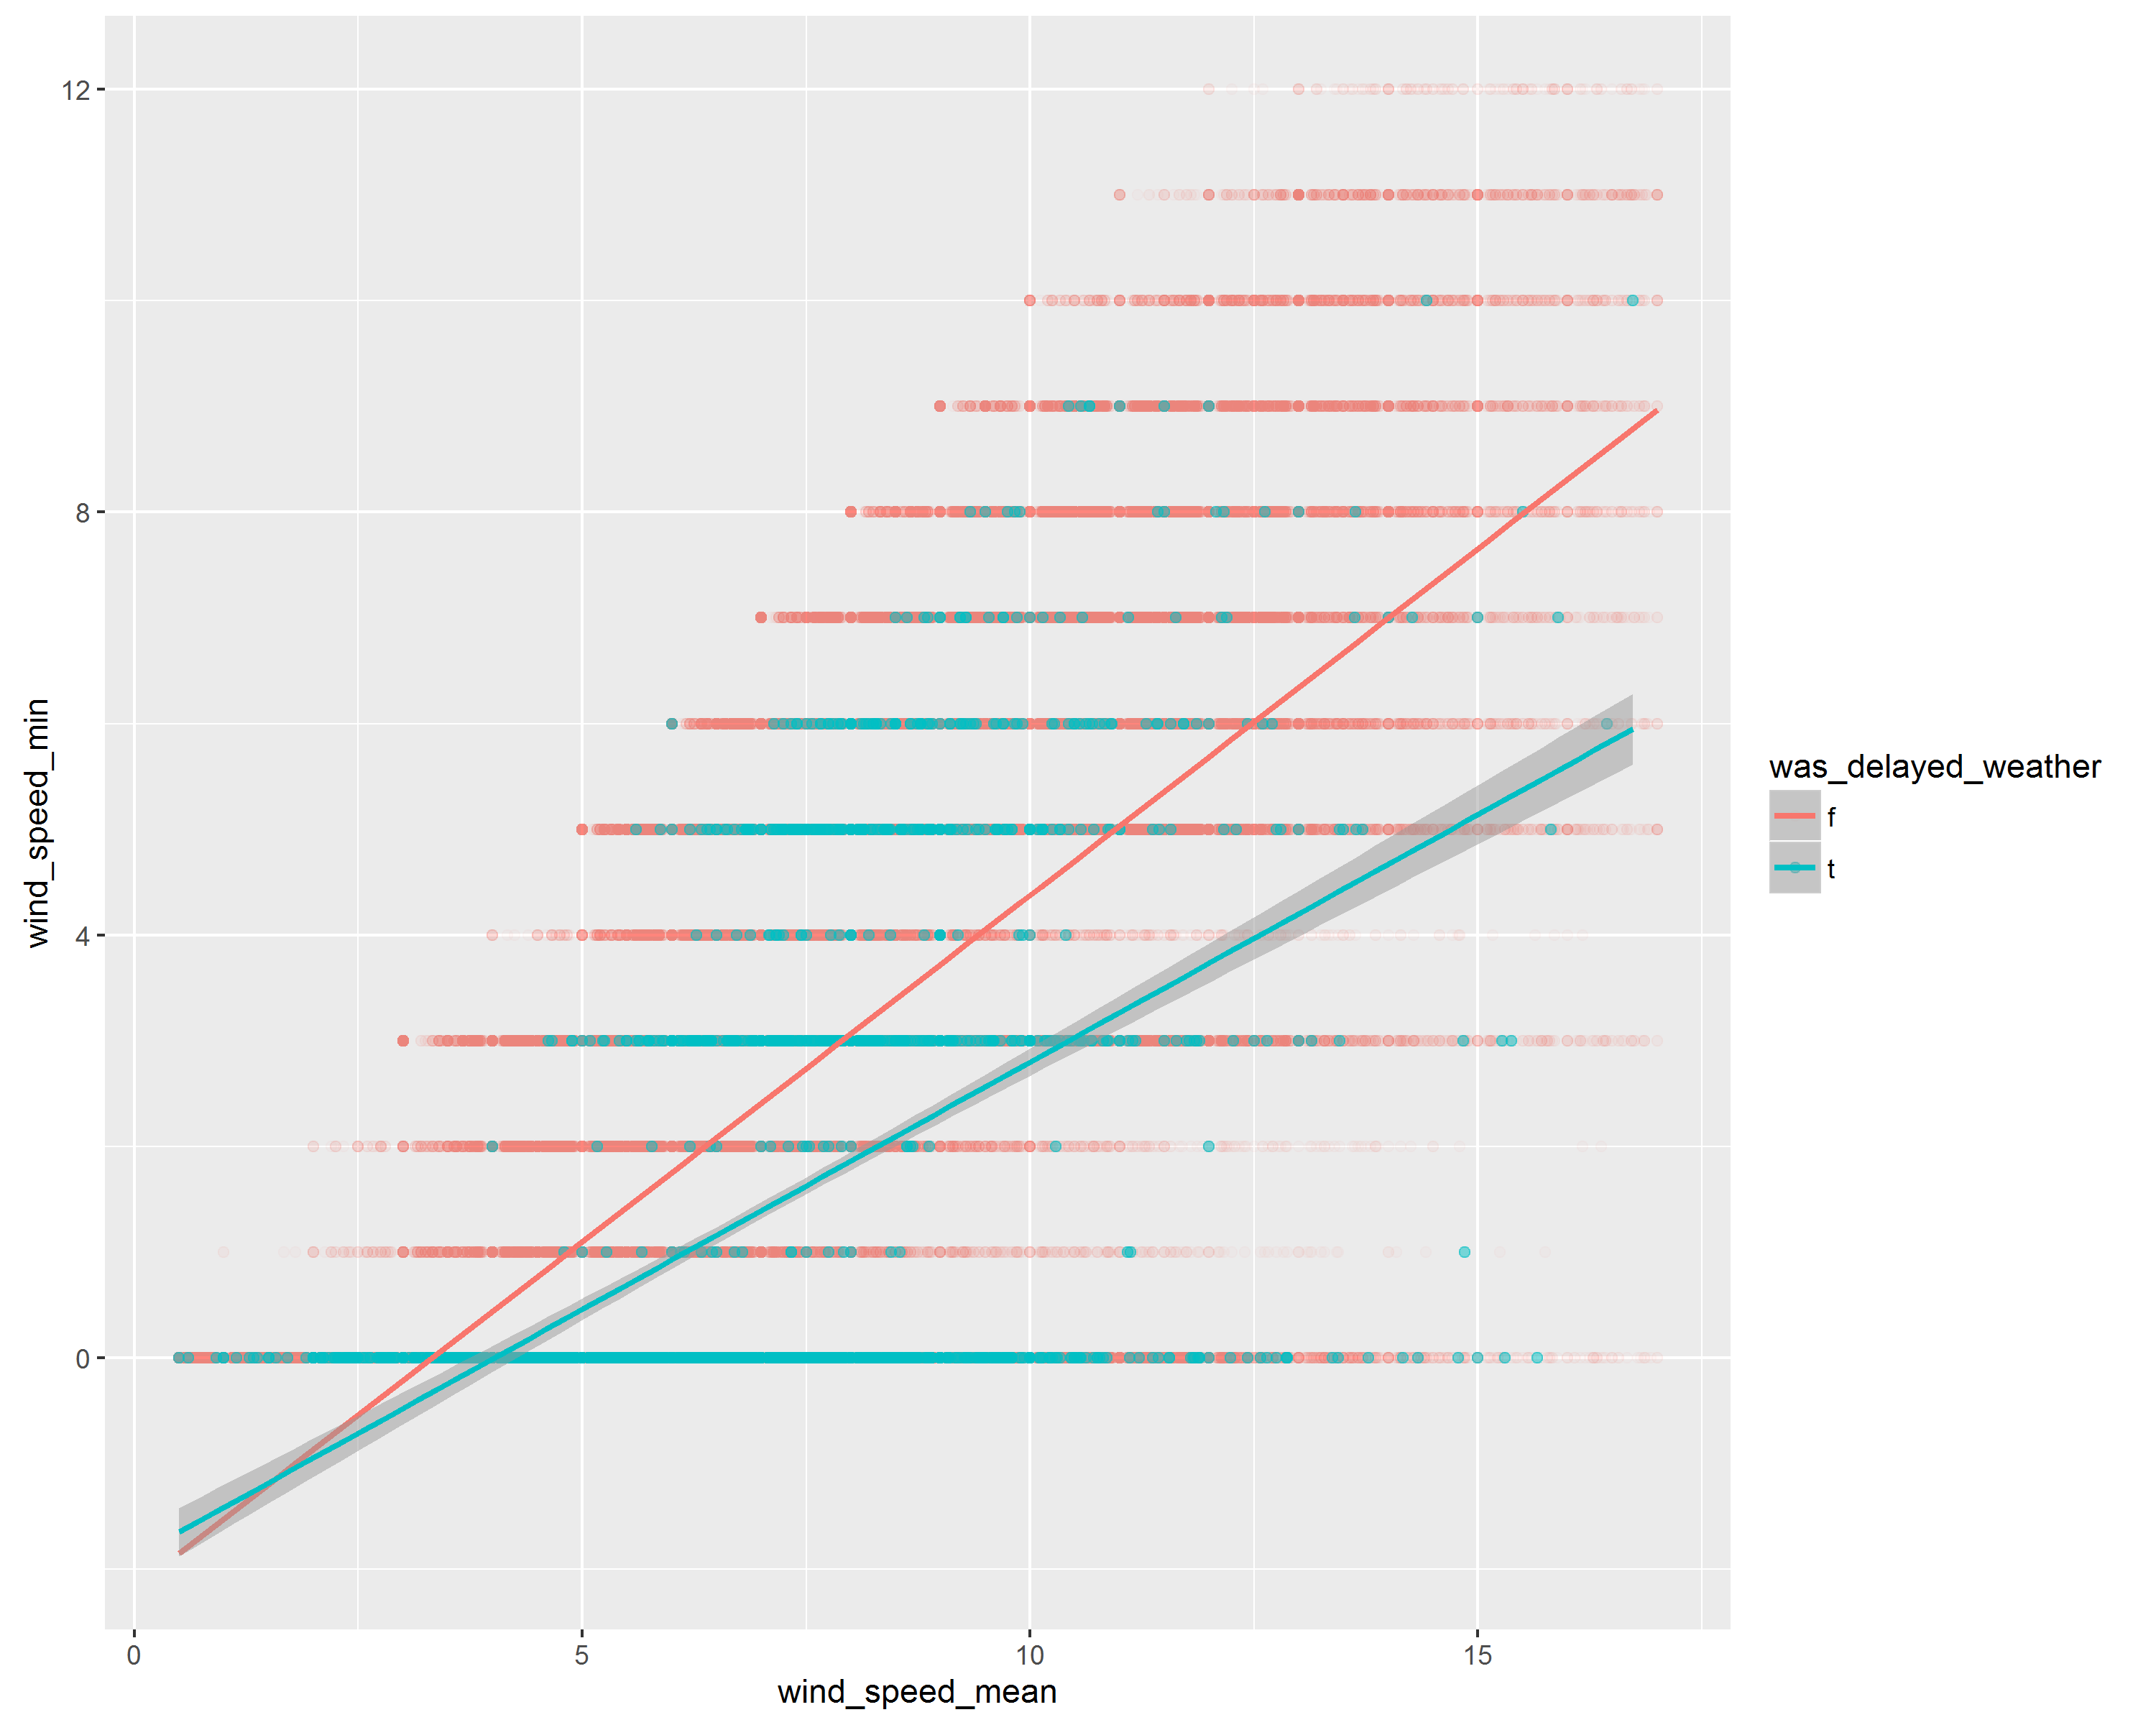 12
8
4
0
wind_speed_min
0 5 10 15
wind_speed_mean
was_delayed_weather
f
t